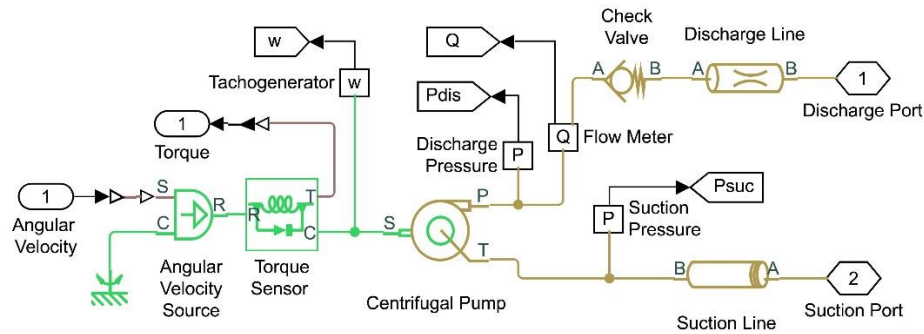 w
Q
Check
Valve
Discharge Line
A
B
A
B
1
Discharge Port
Tachogenerator
w
Pdis
1
Torque
Discharge
Pressure
P
Q
Flow Meter
Psuc
1
Angular
Velocity
S
C
R
R
T
C
S
P
T
P
Suction
Pressure
Angular
Velocity
Source
Torque
Sensor
Centrifugal Pump
B
A
2
Suction Line
Suction Port